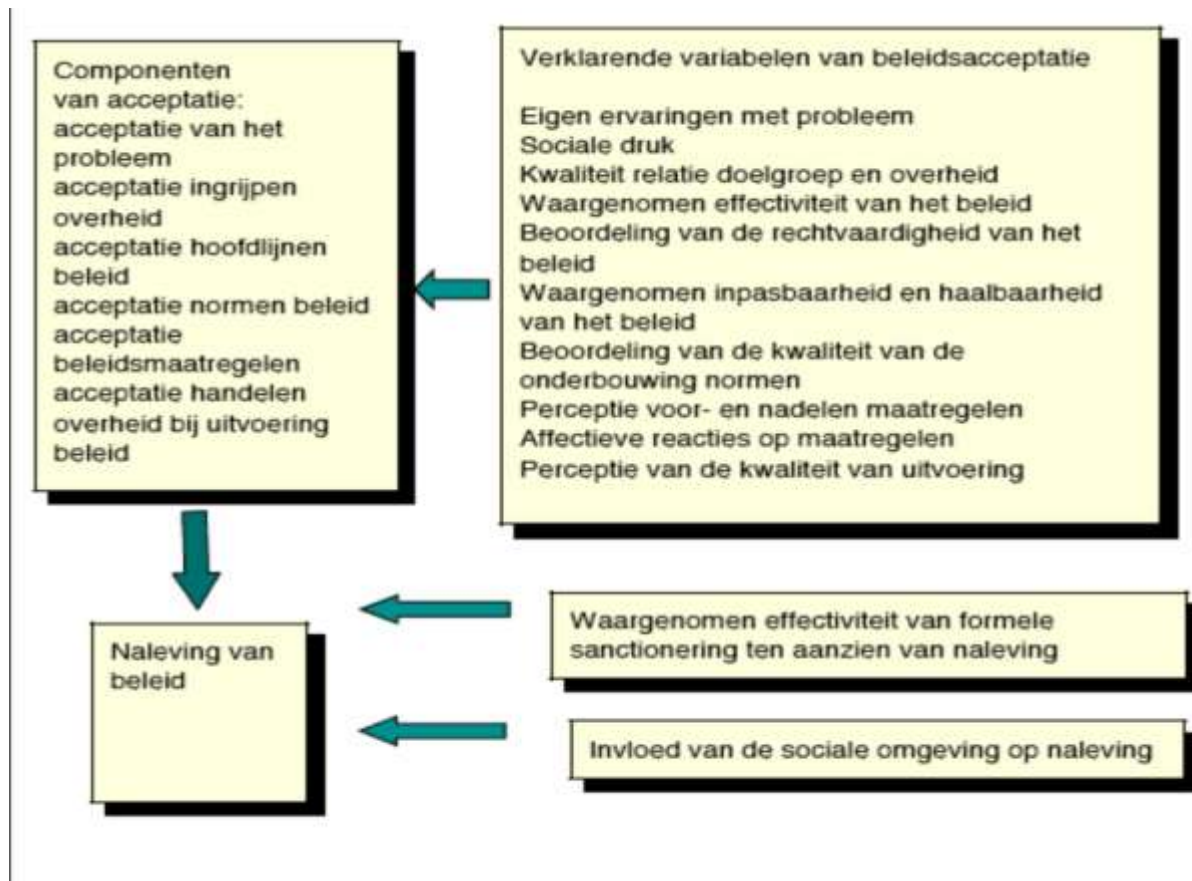 Componenten
van acceptatie:
acceptatie van het
probleem
acceptatie ingrijpen
overheid
acceptatie hoofdlijnen
beleid
acceptatie normen beleid
acceptatie
beleidsmaatregelen
acceptatie handelen
overheid bij uitvoering
beleid
Verklarende variabelen van beleidsacceptatie
Eigen ervaringen met probleem
Sociale druk
Kwaliteit relatie doelgroep en overheid
Waargenomen effectiviteit van het beleid
Beoordeling van de rechtvaardigheid van het
beleid
Waargenomen inpasbaarheid en haalbaarheid
van het beleid
Beoordeling van de kwaliteit van de
onderbouwing normen
Perceptie voor- en nadelen maatregelen
Affectieve reacties op maatregelen
Perceptie van de kwaliteit van uitvoering
Naleving van
beleid
Waargenomen effectiviteit van formele
sanctionering ten aanzien van naleving
Invloed van de sociale omgeving op naleving